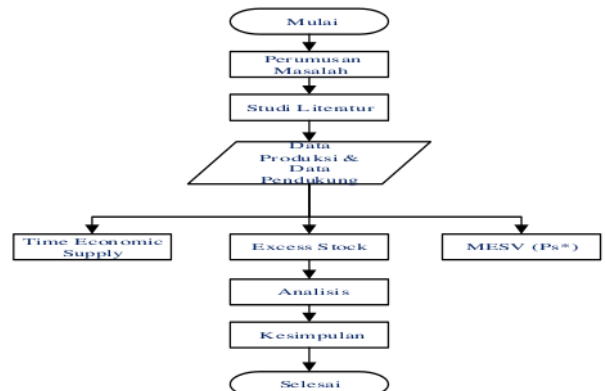 Mulai
Perumusan
Masalah
Studi Literatur
Data
Produksi &
Data
Pendukung
Time Economic
Supply
Excess Stock
MESV (Ps*)
Analisis
Kesimpulan
Selesai